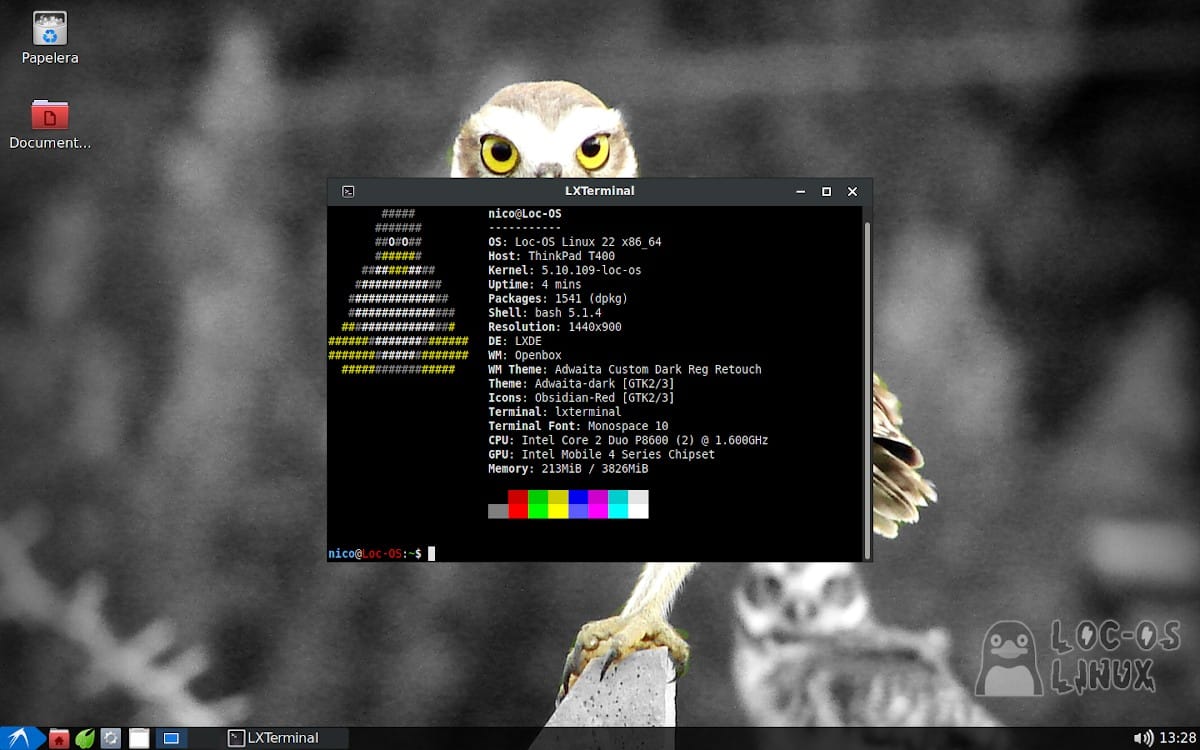 Papelera
Document...
LXTerminal
#####
#######
##O#O##
#######
###########
#############
###############
################
#################
#####################
#####################
#################
nico@Loc-OS
-----------
OS: Loc-OS Linux 22 x86_64
Host: ThinkPad T400
Kernel: 5.10.109-loc-os
Uptime: 4 mins
Packages: 1541 (dpkg)
Shell: bash 5.1.4
Resolution: 1440x900
DE: LXDE
WM: Openbox
WM Theme: Adwaita Custom Dark Reg Retouch
Theme: Adwaita-dark [GTK2/3]
Icons: Obsidian-Red [GTK2/3]
Terminal: lxterminal
Terminal Font: Monospace 10
CPU: Intel Core 2 Duo P8600 (2) @ 1.600GHz
GPU: Intel Mobile 4 Series Chipset
Memory: 213MiB / 3826MiB
nico@Loc-OS:~$
LOC-OS
LINUX
LXTerminal
13:28